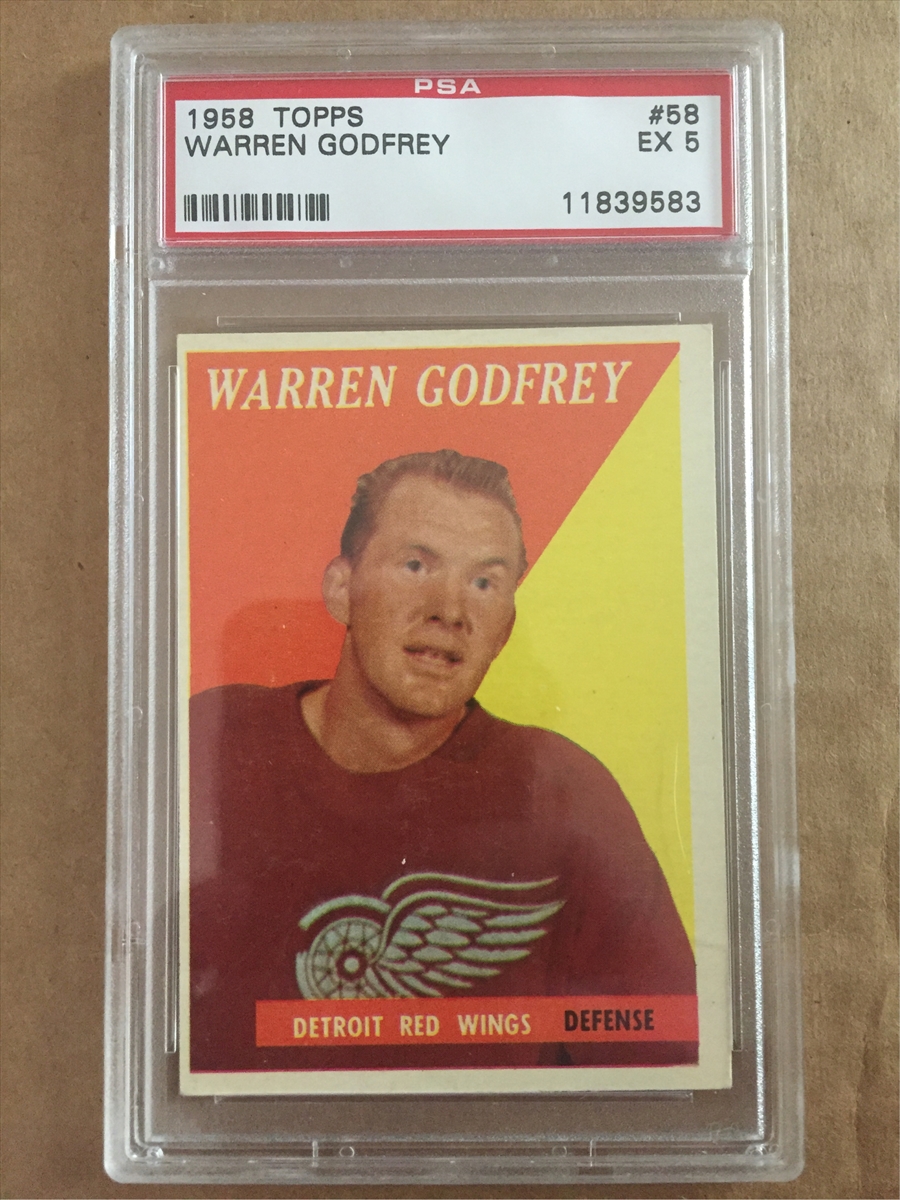 PSA
1958 TOPPS #58
WARREN GODFREY EX 5
11839583
WARREN GODFREY
DETROIT RED WINGS DEFENSE